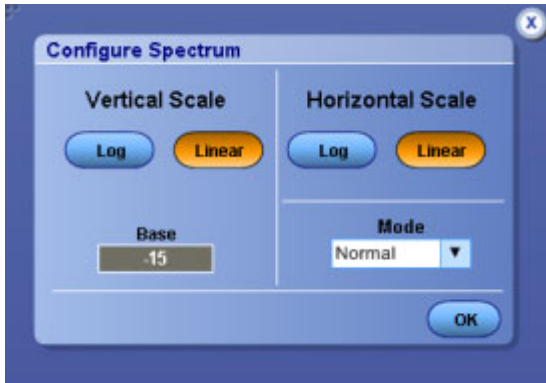 X
Configure Spectrum
Vertical Scale
Horizontal Scale
Log Linear
Log Linear
Base
-15
Mode
Normal
OK